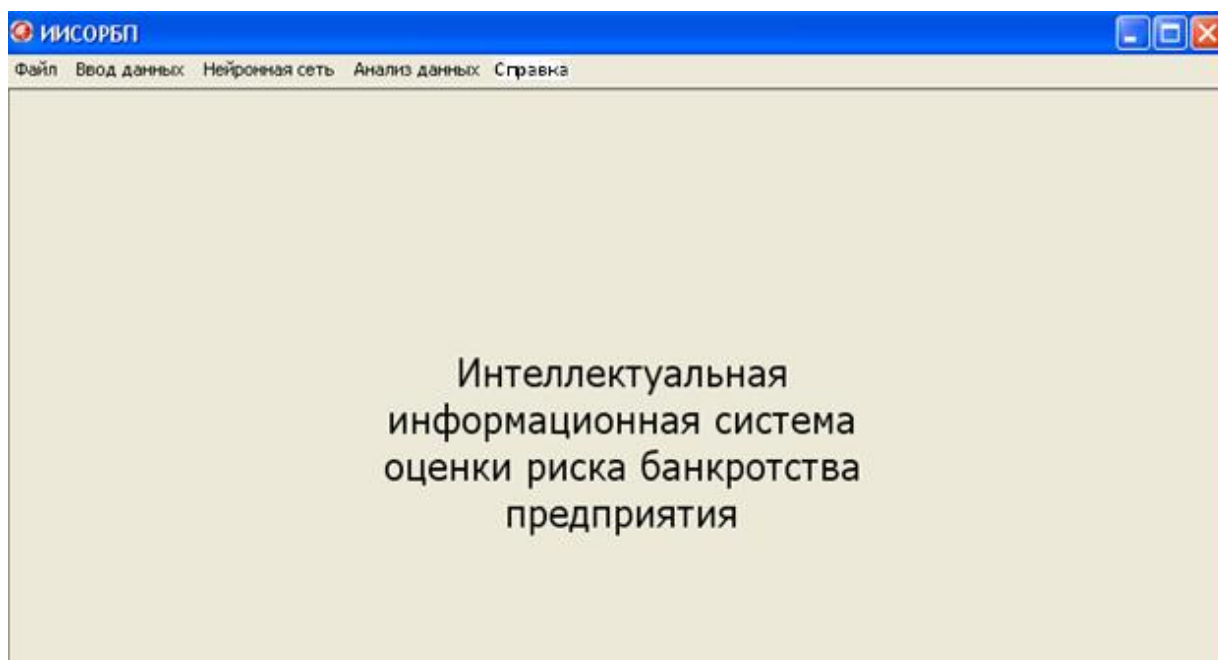 ИИСОРБП
Файл Ввод данных Нейронная сеть Анализ данных Справка
Интеллектуальная
информационная система
оценки риска банкротства
предприятия